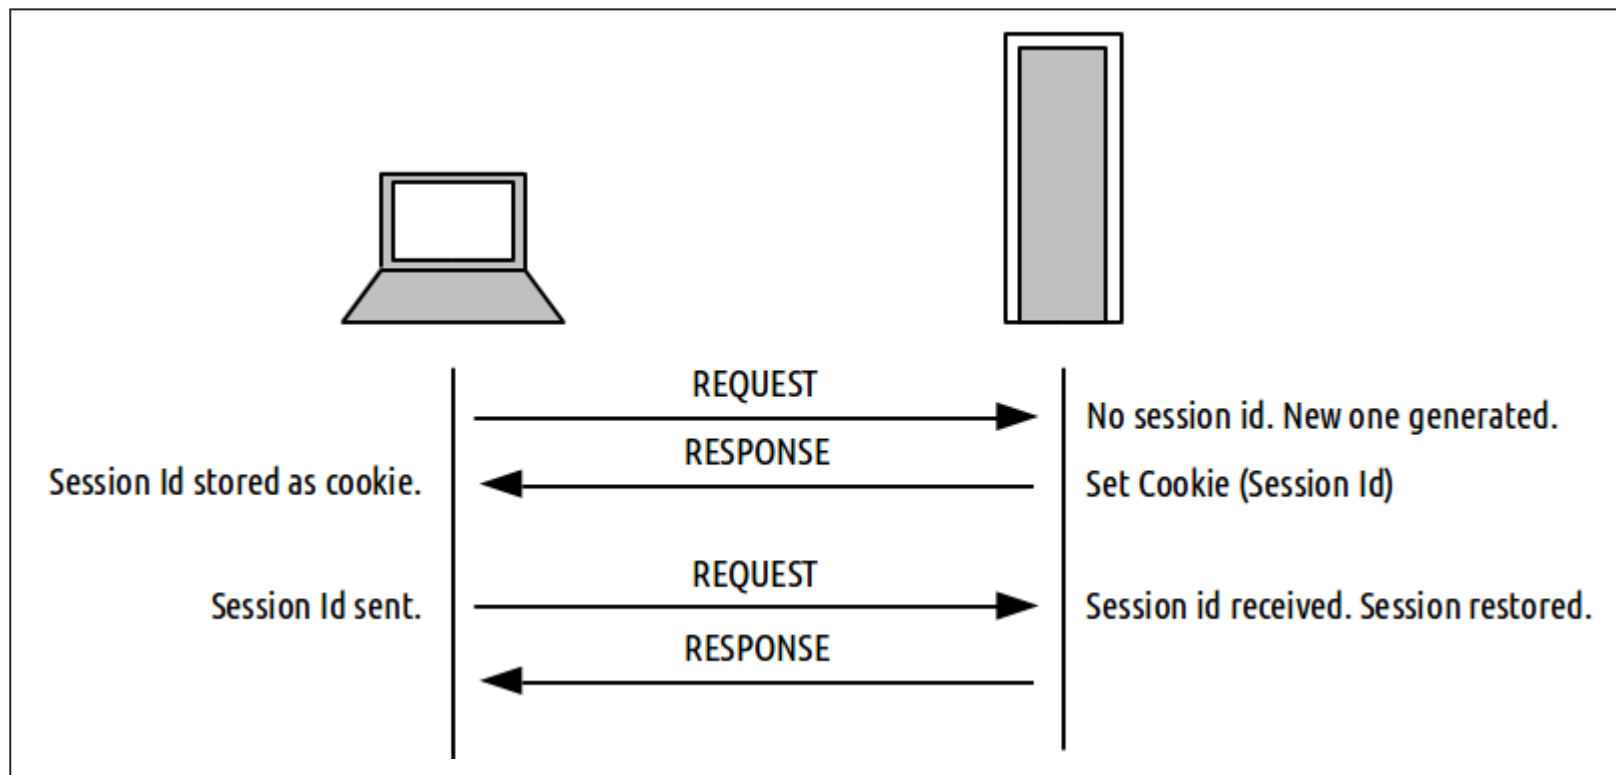 REQUEST
No session id. New one generated.
RESPONSE
Session Id stored as cookie.
Set Cookie (Session Id)
REQUEST
Session Id sent.
Session id received. Session restored.
RESPONSE